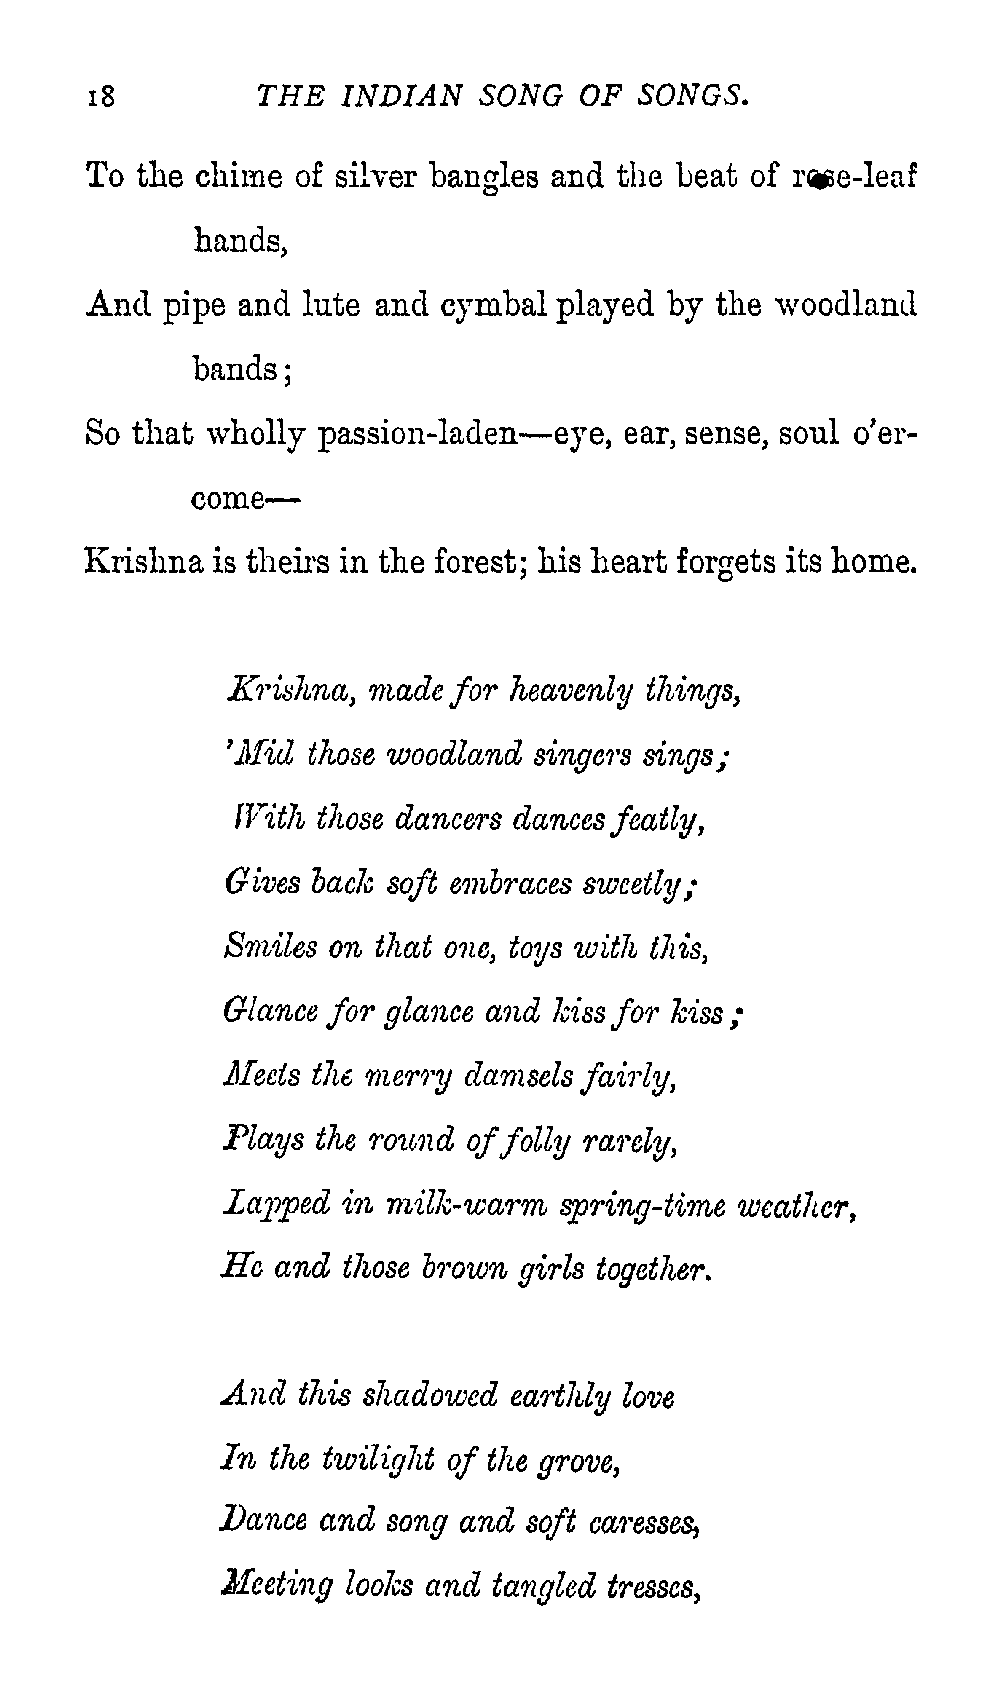 18 THE INDIAN SONG OF SONGS.
To the chime of silver bangles and the beat of rose-leaf
hands,
And pipe and lute and cymbal played by the woodland
bands;
So that wholly passion-laden—eye, ear, sense, soul o'er-
come—
Krishna is theirs in the forest; his heart forgets its home.
Krishna, made for heavenly things,
'Mid those woodland singers sings;
With those dancers dances featly,
Gives back soft embraces sweetly;
Smiles on that one, toys with this,
Glance for glance and kiss for kiss;
Meets the merry damsels fairly,
Plays the round of folly rarely,
Lapped in milk-warm spring-time weather,
He and those brown girls together.
And this shadowed earthly love
In the twilight of the grove,
Dance and song and soft caresses,
Meeting looks and tangled tresses,